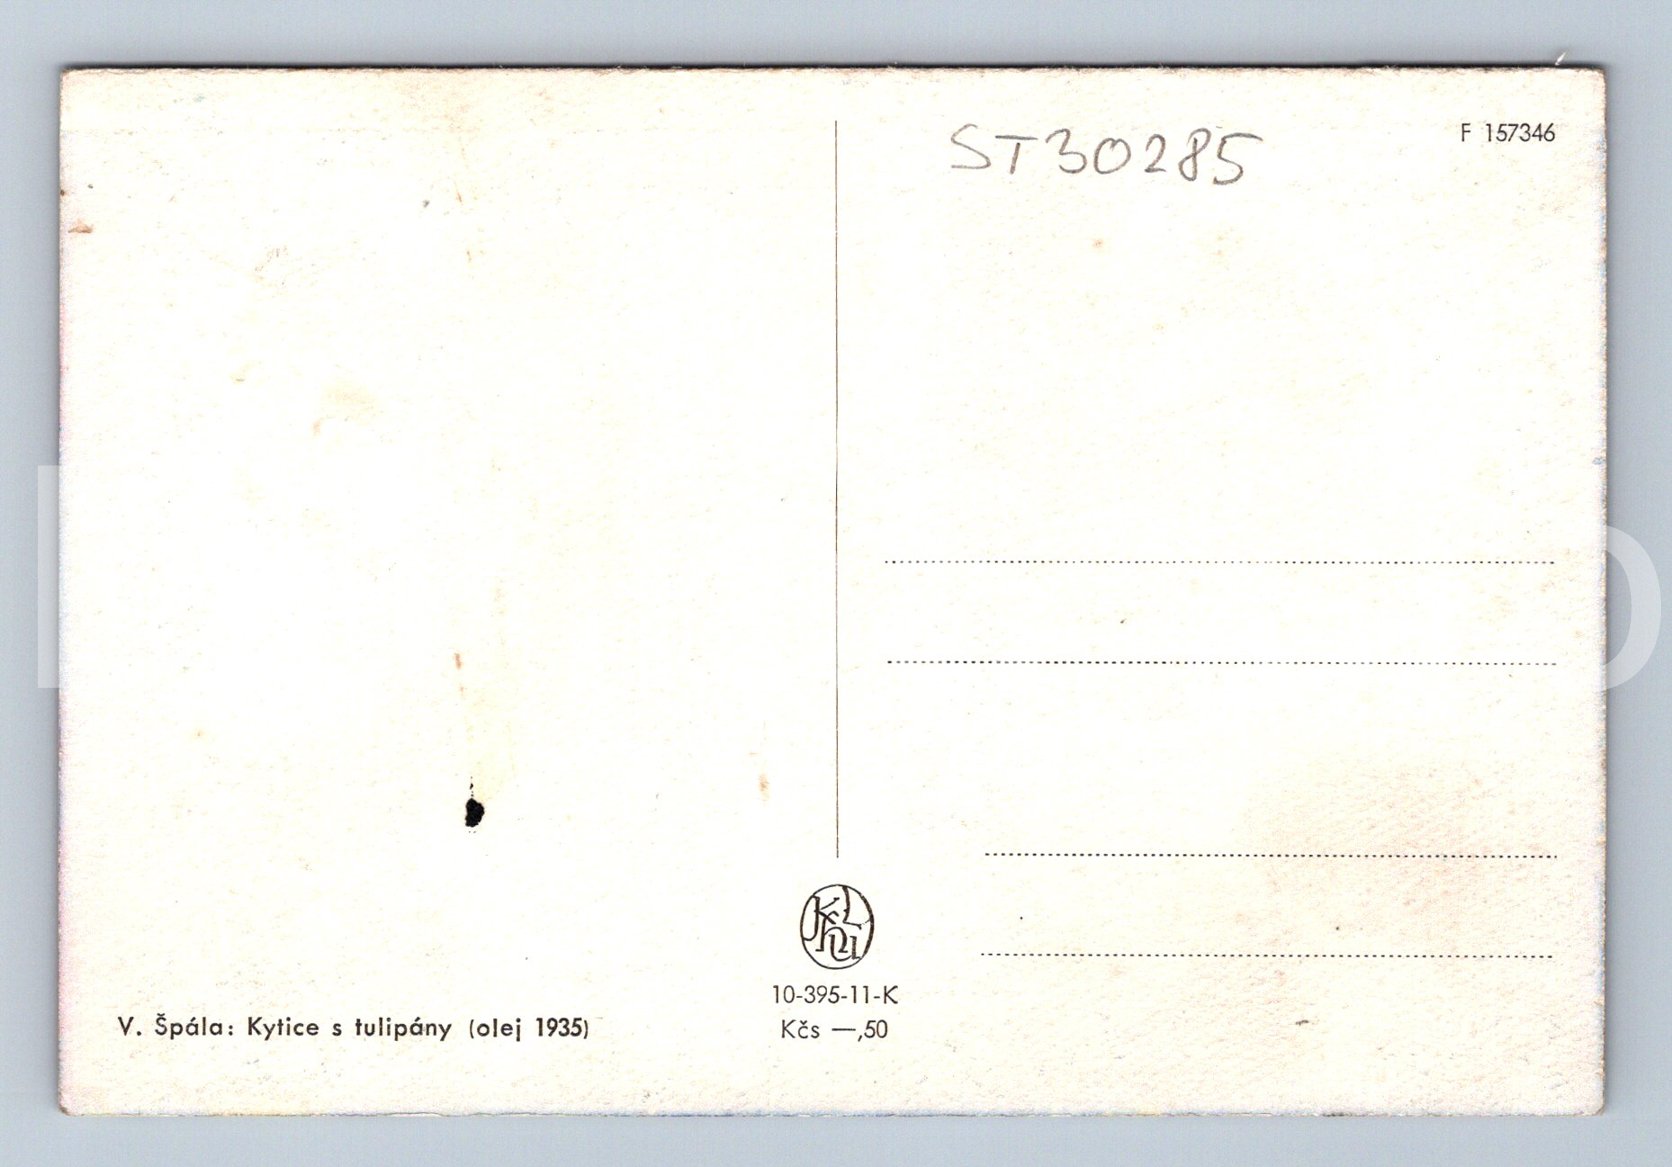 ST30285
F 157346
10-395-11-K
Kčs —,50
V. Špála: Kytice s tulipány (olej 1935)